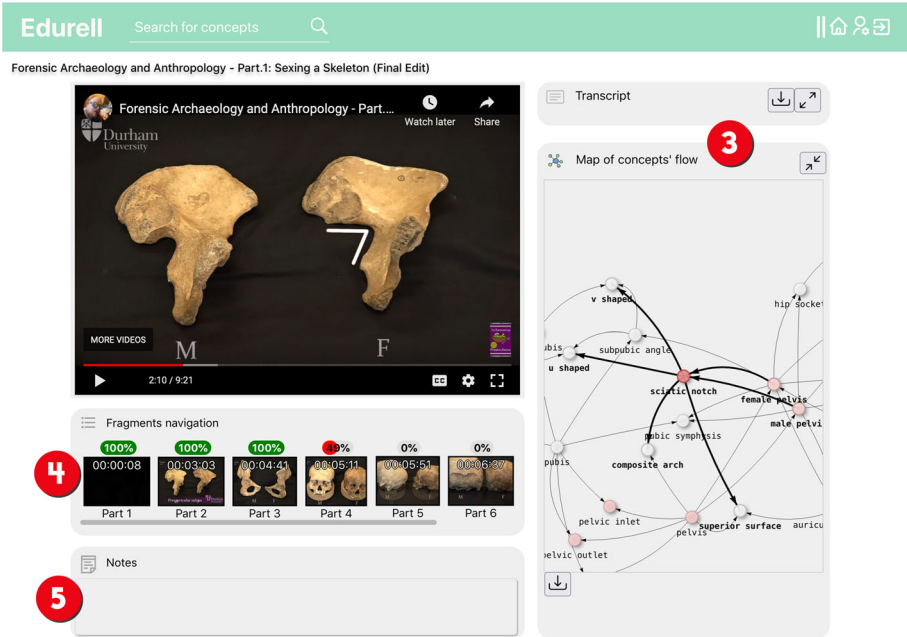 Edurell
Search for concepts
Forensic Archaeology and Anthropology - Part.1: Sexing a Skeleton (Final Edit)
Forensic Archaeology and Anthropology - Part....
Watch later
Share
Durham
University
MORE VIDEOS
M
F
2:10 / 9:21
CC
Fragments navigation
4
100%
100%
100%
49%
0%
0%
00:00:08
00:03:03
00:04:41
00:05:11
00:05:51
00:06:37
Part 1
Part 2
Part 3
Part 4
Part 5
Part 6
Notes
5
Transcript
3
Map of concepts' flow
v shaped
hip socket
ubis
subpubic angle
u shaped
sciatic notch
female pelvis
male pelvi
pubic symphysis
pubis
composite arch
pelvic inlet
pelvis
superior surface
auricu
pelvic outlet